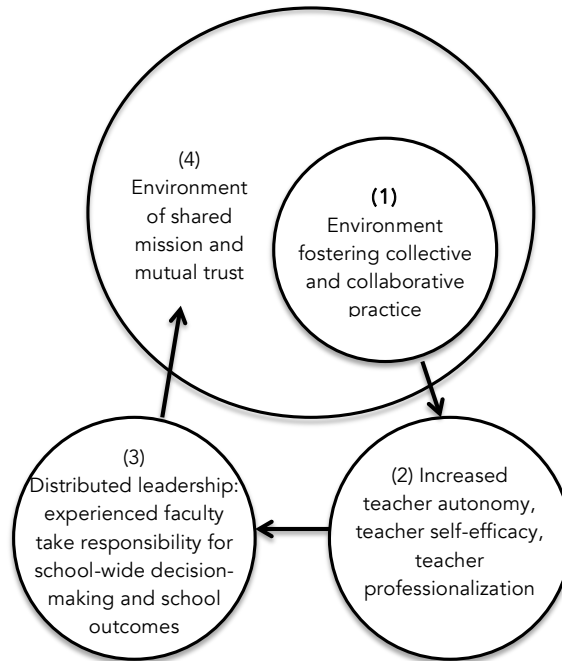 (1)
Environment
fostering collective
and collaborative
practice
(2) Increased
teacher autonomy,
teacher self-efficacy,
teacher
professionalization
(3)
Distributed leadership:
experienced faculty
take responsibility for
school-wide decision-
making and school
outcomes
(4)
Environment
of shared
mission and
mutual trust